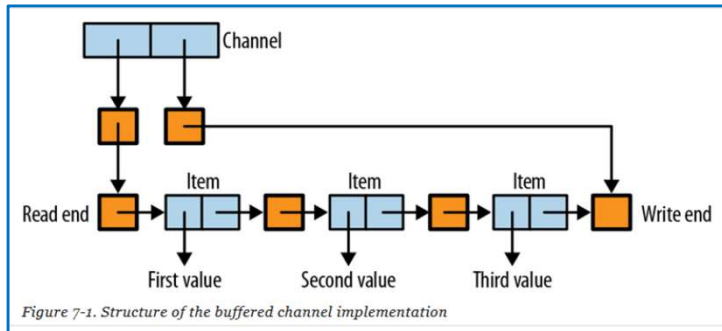 Channel
Item Item Item
Read end Write end
First value Second value Third value
Figure 7-1. Structure of the buffered channel implementation